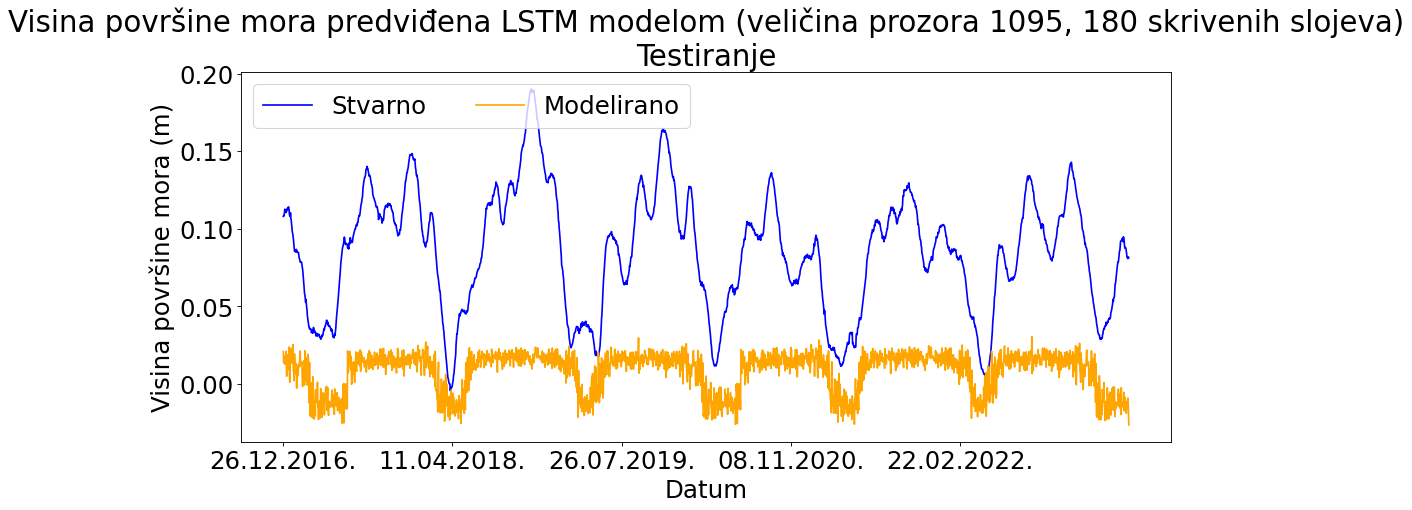 Visina površine mora predviđena LSTM modelom (veličina prozora 1095, 180 skrivenih slojeva)
Testiranje
Stvarno
Modelirano
Visina površine mora (m)
0.20
0.15
0.10
0.05
0.00
26.12.2016.
11.04.2018.
26.07.2019.
08.11.2020.
22.02.2022.
Datum